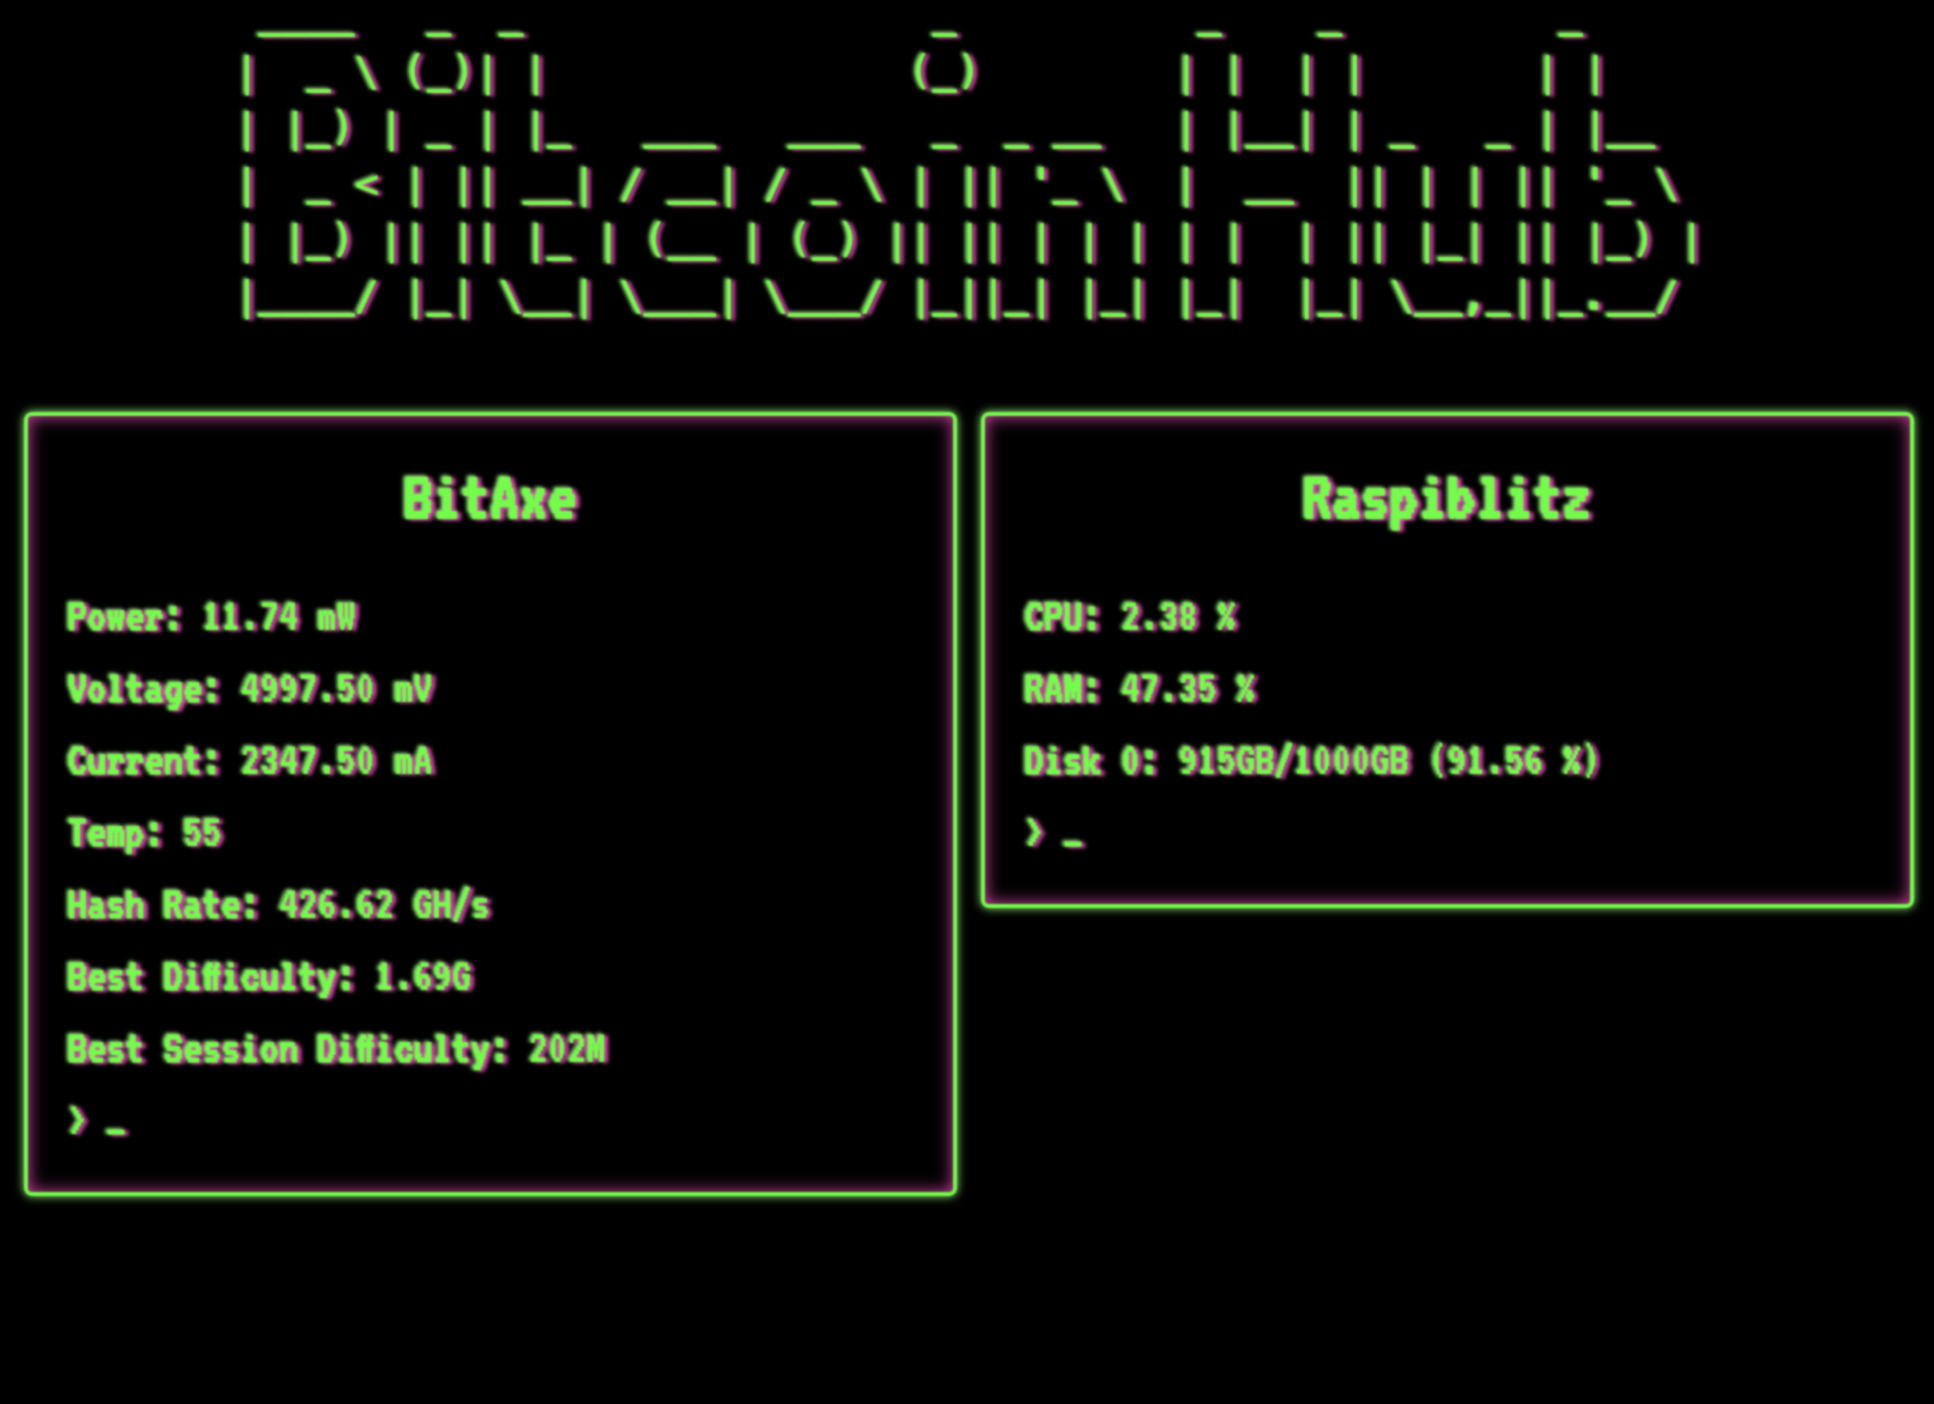 Bitcoin Hub
BitAxe
Power: 11.74 mW
Voltage: 4997.50 mV
Current: 2347.50 mA
Temp: 55
Hash Rate: 426.62 GH/s
Best Difficulty: 1.69G
Best Session Difficulty: 202M
❯ _
Raspiblitz
CPU: 2.38 %
RAM: 47.35 %
Disk 0: 915GB/1000GB (91.56 %)
❯ _